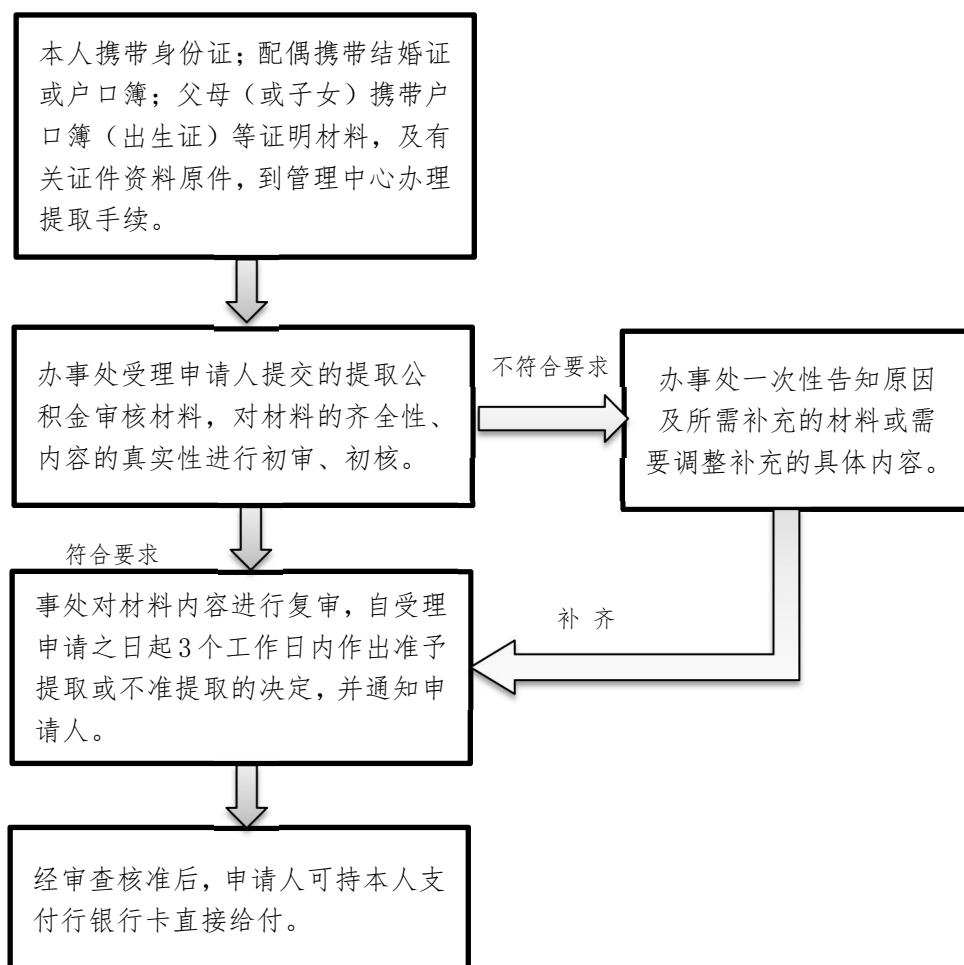 本人携带身份证；配偶携带结婚证
或户口簿；父母（或子女）携带户
口簿（出生证）等证明材料，及有
关证件资料原件，到管理中心办理
提取手续。
办事处受理申请人提交的提取公
积金审核材料，对材料的齐全性、
内容的真实性进行初审、初核。
不符合要求
办事处一次性告知原因
及所需补充的材料或需
要调整补充的具体内容。
符合要求
补 齐
事处对材料内容进行复审，自受理
申请之日起3个工作日内作出准予
提取或不准提取的决定，并通知申
请人。
经审查核准后，申请人可持本人支
付行银行卡直接给付。